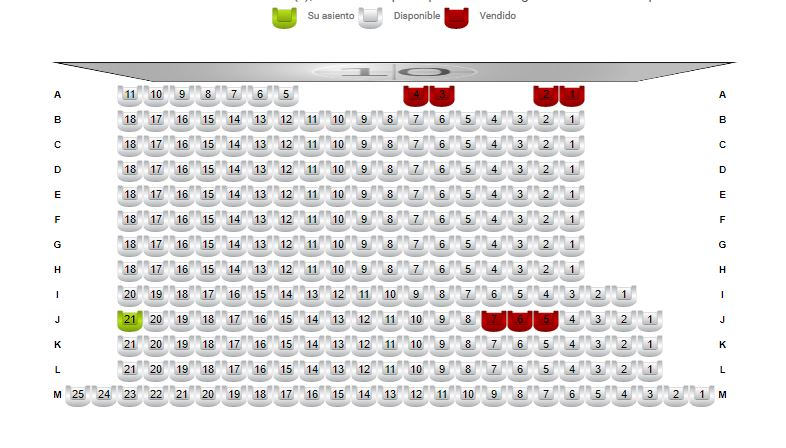 Su asiento Disponible Vendido
10
A 11 10 9 8 7 6 5 4 3 2 1 A
B 18 17 16 15 14 13 12 11 10 9 8 7 6 5 4 3 2 1 B
C 18 17 16 15 14 13 12 11 10 9 8 7 6 5 4 3 2 1 C
D 18 17 16 15 14 13 12 11 10 9 8 7 6 5 4 3 2 1 D
E 18 17 16 15 14 13 12 11 10 9 8 7 6 5 4 3 2 1 E
F 18 17 16 15 14 13 12 11 10 9 8 7 6 5 4 3 2 1 F
G 18 17 16 15 14 13 12 11 10 9 8 7 6 5 4 3 2 1 G
H 18 17 16 15 14 13 12 11 10 9 8 7 6 5 4 3 2 1 H
I 20 19 18 17 16 15 14 13 12 11 10 9 8 7 6 5 4 3 2 1 I
J 21 20 19 18 17 16 15 14 13 12 11 10 9 8 7 6 5 4 3 2 1 J
K 21 20 19 18 17 16 15 14 13 12 11 10 9 8 7 6 5 4 3 2 1 K
L 21 20 19 18 17 16 15 14 13 12 11 10 9 8 7 6 5 4 3 2 1 L
M 25 24 23 22 21 20 19 18 17 16 15 14 13 12 11 10 9 8 7 6 5 4 3 2 1 M